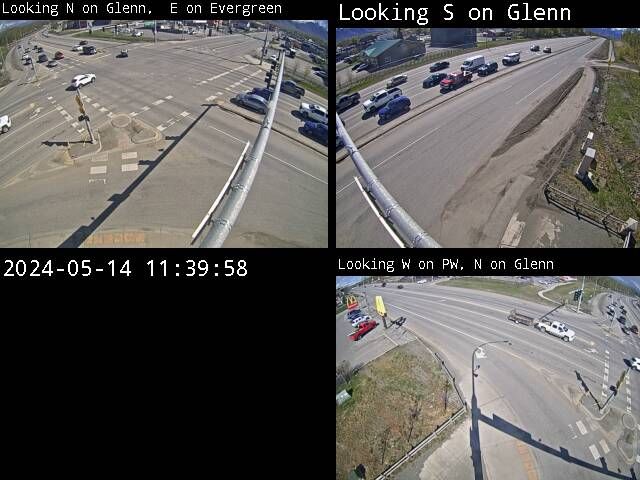 Looking N on Glenn,  E on Evergreen
Looking S on Glenn
2024-05-14 11:39:58
Looking W on PW, N on Glenn